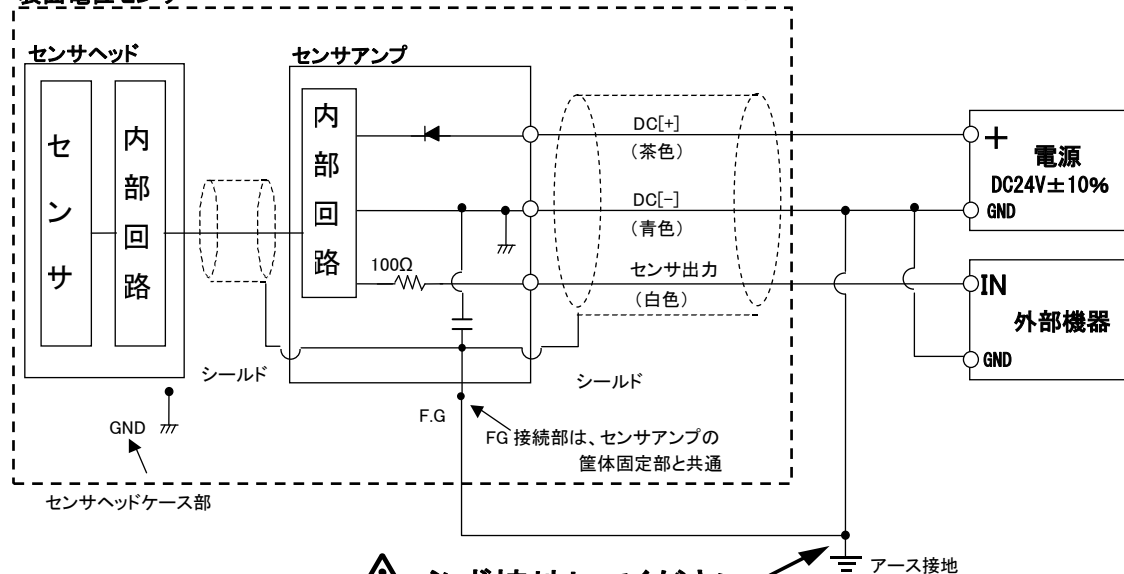 センサヘッド
センサ
内部回路
センサアンプ
内部回路
100Ω
DC[+]
(茶色)
DC[-]
(青色)
センサ出力
(白色)
+
電源
DC24V±10%
GND
IN
外部機器
GND
シールド
シールド
GND
F.G
FG 接続部は、センサアンプの
筐体固定部と共通
センサヘッドケース部
アース接地